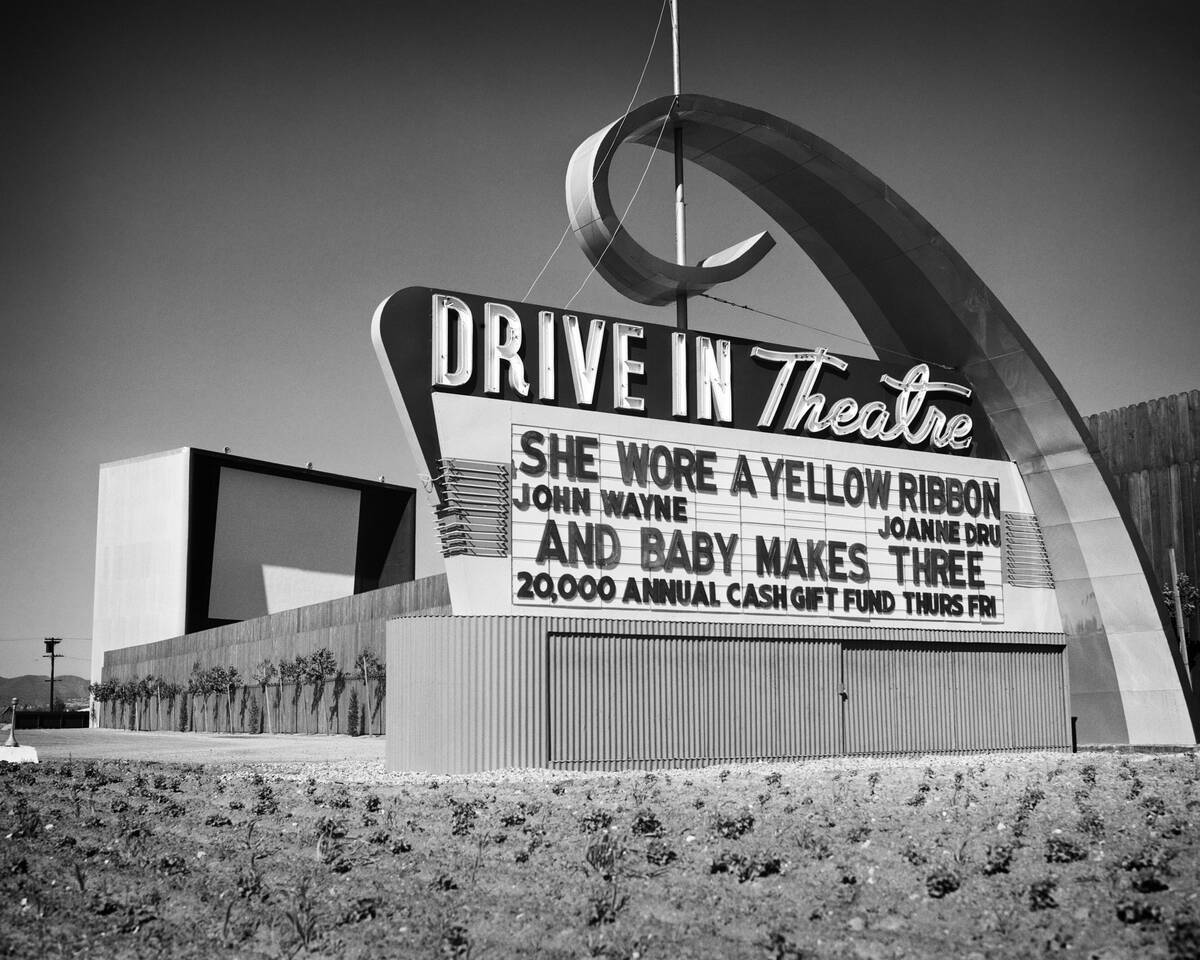 DRIVE IN Theatre
SHE WORE A YELLOW RIBBON
JOHN WAYNE
JOANNE DRU
AND BABY MAKES THREE
20,000 ANNUAL CASH GIFT FUND THURS FRI